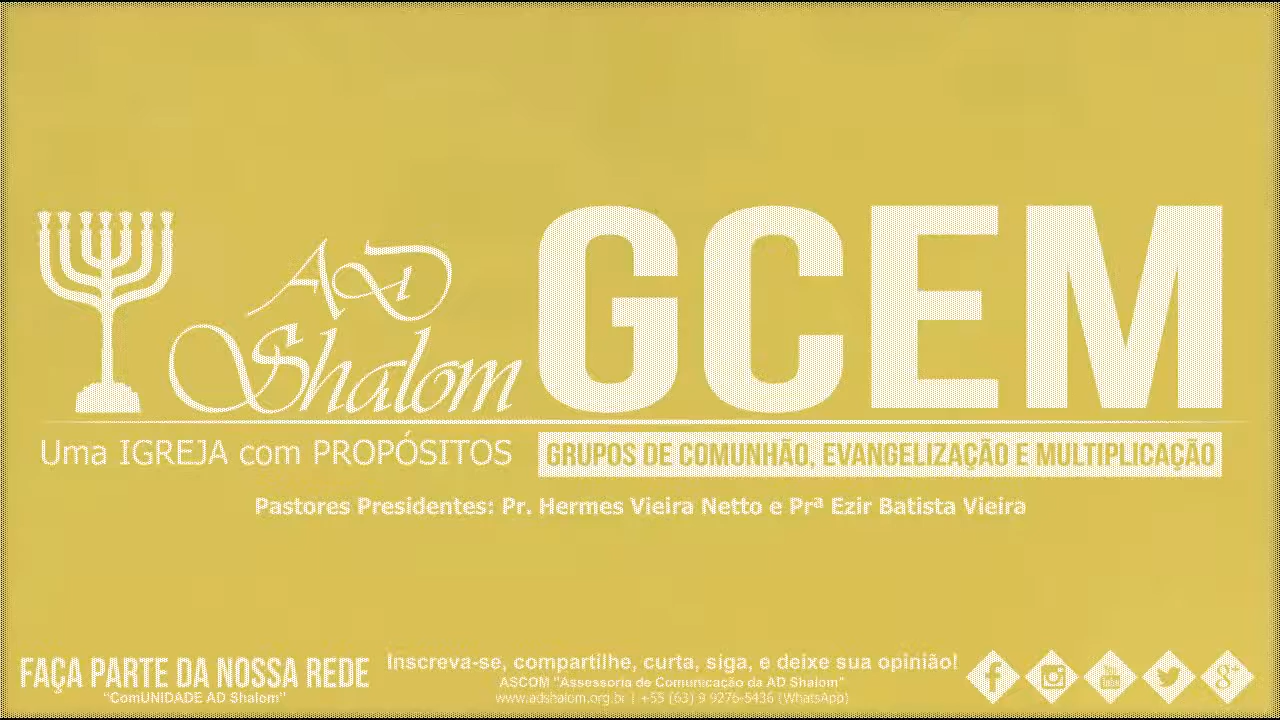 AD
Shalom
GCEM
Uma IGREJA com PROPÓSITOS
GRUPOS DE COMUNHÃO, EVANGELIZAÇÃO E MULTIPLICAÇÃO
Pastores Presidentes: Pr. Hermes Vieira Netto e Prª Ezir Batista Vieira
FAÇA PARTE DA NOSSA REDE
"ComUNIDADE AD Shalom"
Inscreva-se, compartilhe, curta, siga, e deixe sua opinião!
ASCOM "Assessoria de Comunicação da AD Shalom"
www.adshalom.org.br | +55 (63) 9 9276-5436 (WhatsApp)
You Tube
g+